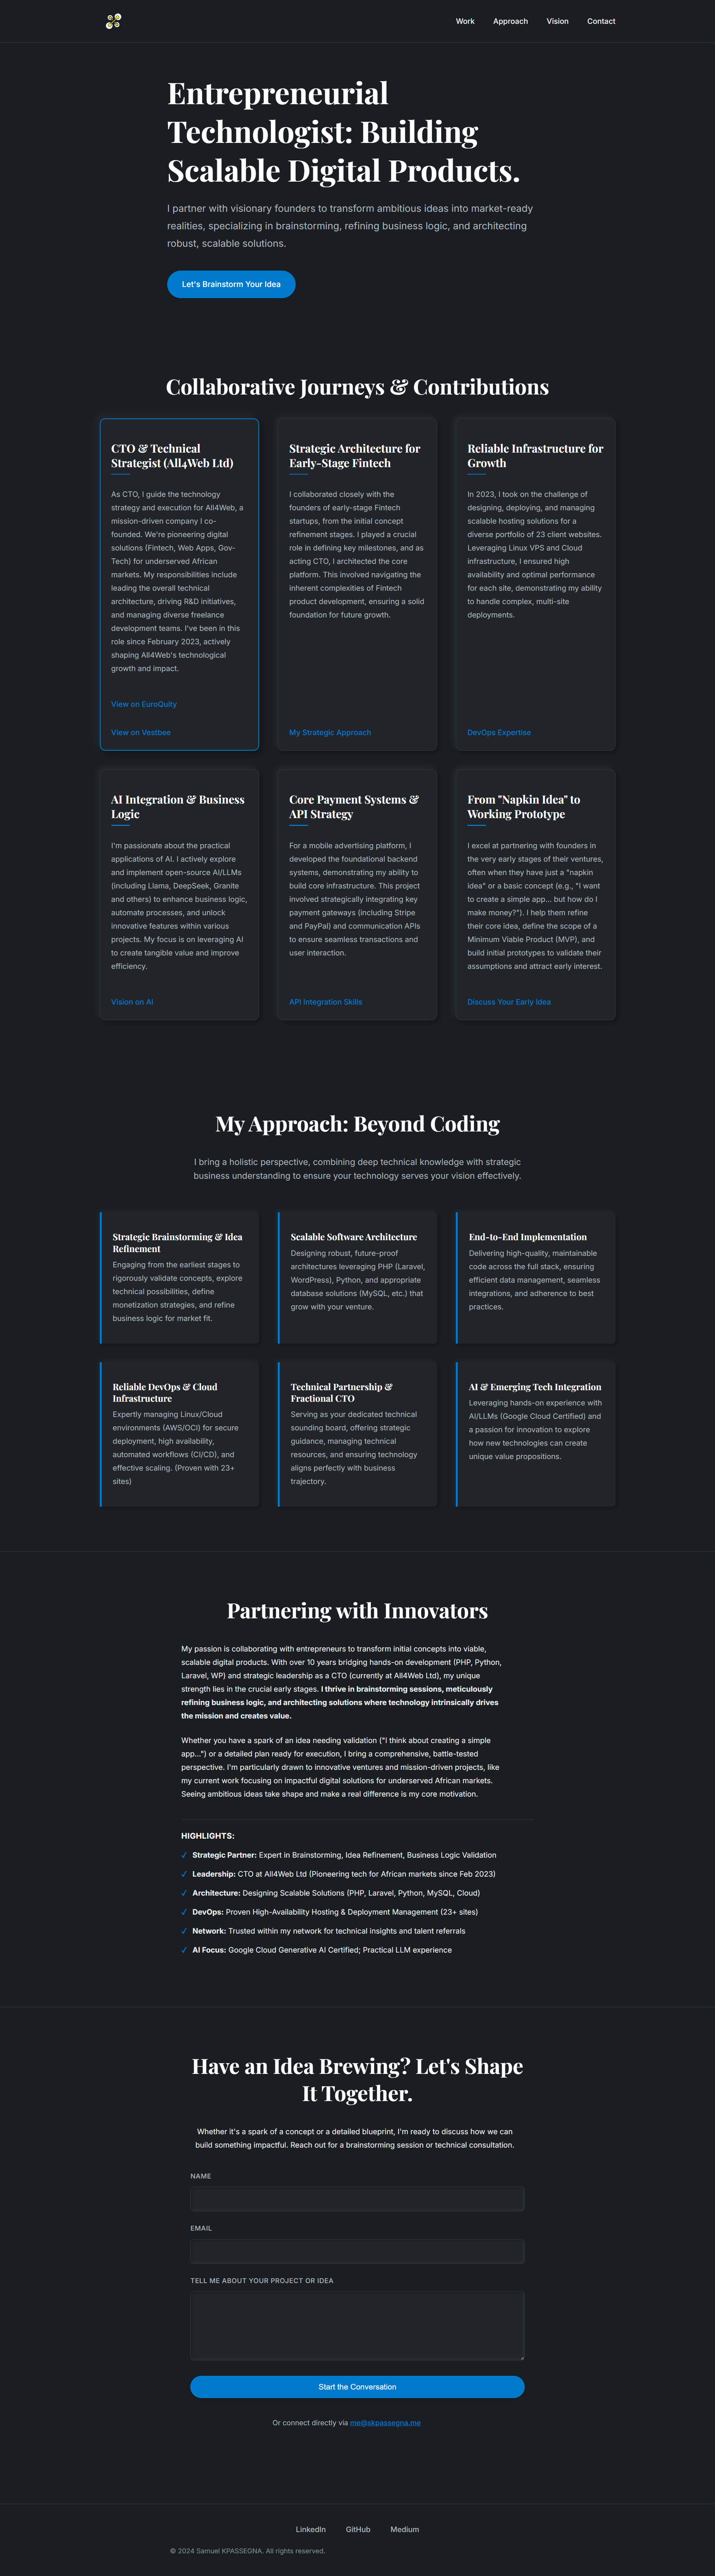 Work Approach Vision Contact
Entrepreneurial
Technologist: Building
Scalable Digital Products.
I partner with visionary founders to transform ambitious ideas into market-ready
realities, specializing in brainstorming, refining business logic, and architecting
robust, scalable solutions.
Let's Brainstorm Your Idea
Collaborative Journeys & Contributions
CTO & Technical
Strategist (All4Web Ltd)
As CTO, I guide the technology
strategy and execution for All4Web, a
mission-driven company I co-
founded. We're pioneering digital
solutions (Fintech, Web Apps, Gov-
Tech) for underserved African
markets. My responsibilities include
leading the overall technical
architecture, driving R&D initiatives,
and managing diverse freelance
development teams. I've been in this
role since February 2023, actively
shaping All4Web's technological
growth and impact.
View on EuroQuity
View on Vestbee
Strategic Architecture for
Early-Stage Fintech
I collaborated closely with the
founders of early-stage Fintech
startups, from the initial concept
refinement stages. I played a crucial
role in defining key milestones, and as
acting CTO, I architected the core
platform. This involved navigating the
inherent complexities of Fintech
product development, ensuring a solid
foundation for future growth.
My Strategic Approach
Reliable Infrastructure for
Growth
In 2023, I took on the challenge of
designing, deploying, and managing
scalable hosting solutions for a
diverse portfolio of 23 client websites.
Leveraging Linux VPS and Cloud
infrastructure, I ensured high
availability and optimal performance
for each site, demonstrating my ability
to handle complex, multi-site
deployments.
DevOps Expertise
AI Integration & Business
Logic
I'm passionate about the practical
applications of AI. I actively explore
and implement open-source AI/LLMs
(including Llama, DeepSeek, Granite
and others) to enhance business logic,
automate processes, and unlock
innovative features within various
projects. My focus is on leveraging AI
to create tangible value and improve
efficiency.
Vision on AI
Core Payment Systems &
API Strategy
For a mobile advertising platform, I
developed the foundational backend
systems, demonstrating my ability to
build core infrastructure. This project
involved strategically integrating key
payment gateways (including Stripe
and PayPal) and communication APIs
to ensure seamless transactions and
user interaction.
API Integration Skills
From "Napkin Idea" to
Working Prototype
I excel at partnering with founders in
the very early stages of their ventures,
often when they have just a "napkin
idea" or a basic concept (e.g., "I want
to create a simple app... but how do I
make money?"). I help them refine
their core idea, define the scope of a
Minimum Viable Product (MVP), and
build initial prototypes to validate their
assumptions and attract early interest.
Discuss Your Early Idea
My Approach: Beyond Coding
I bring a holistic perspective, combining deep technical knowledge with strategic
business understanding to ensure your technology serves your vision effectively.
Strategic Brainstorming & Idea
Refinement
Engaging from the earliest stages to
rigorously validate concepts, explore
technical possibilities, define
monetization strategies, and refine
business logic for market fit.
Scalable Software Architecture
Designing robust, future-proof
architectures leveraging PHP (Laravel,
WordPress), Python, and appropriate
database solutions (MySQL, etc.) that
grow with your venture.
End-to-End Implementation
Delivering high-quality, maintainable
code across the full stack, ensuring
efficient data management, seamless
integrations, and adherence to best
practices.
Reliable DevOps & Cloud
Infrastructure
Expertly managing Linux/Cloud
environments (AWS/OCI) for secure
deployment, high availability,
automated workflows (CI/CD), and
effective scaling. (Proven with 23+
sites)
Technical Partnership &
Fractional CTO
Serving as your dedicated technical
sounding board, offering strategic
guidance, managing technical
resources, and ensuring technology
aligns perfectly with business
trajectory.
AI & Emerging Tech Integration
Leveraging hands-on experience with
AI/LLMs (Google Cloud Certified) and
a passion for innovation to explore
how new technologies can create
unique value propositions.
Partnering with Innovators
My passion is collaborating with entrepreneurs to transform initial concepts into viable,
scalable digital products. With over 10 years bridging hands-on development (PHP, Python,
Laravel, WP) and strategic leadership as a CTO (currently at All4Web Ltd), my unique
strength lies in the crucial early stages. I thrive in brainstorming sessions, meticulously
refining business logic, and architecting solutions where technology intrinsically drives
the mission and creates value.
Whether you have a spark of an idea needing validation ("I think about creating a simple
app...") or a detailed plan ready for execution, I bring a comprehensive, battle-tested
perspective. I'm particularly drawn to innovative ventures and mission-driven projects, like
my current work focusing on impactful digital solutions for underserved African markets.
Seeing ambitious ideas take shape and make a real difference is my core motivation.
HIGHLIGHTS:
✓ Strategic Partner: Expert in Brainstorming, Idea Refinement, Business Logic Validation
✓ Leadership: CTO at All4Web Ltd (Pioneering tech for African markets since Feb 2023)
✓ Architecture: Designing Scalable Solutions (PHP, Laravel, Python, MySQL, Cloud)
✓ DevOps: Proven High-Availability Hosting & Deployment Management (23+ sites)
✓ Network: Trusted within my network for technical insights and talent referrals
✓ AI Focus: Google Cloud Generative AI Certified; Practical LLM experience
Have an Idea Brewing? Let's Shape
It Together.
Whether it's a spark of a concept or a detailed blueprint, I'm ready to discuss how we can
build something impactful. Reach out for a brainstorming session or technical consultation.
NAME
EMAIL
TELL ME ABOUT YOUR PROJECT OR IDEA
Start the Conversation
Or connect directly via me@skpassegna.me
LinkedIn GitHub Medium
© 2024 Samuel KPASSEGNA. All rights reserved.